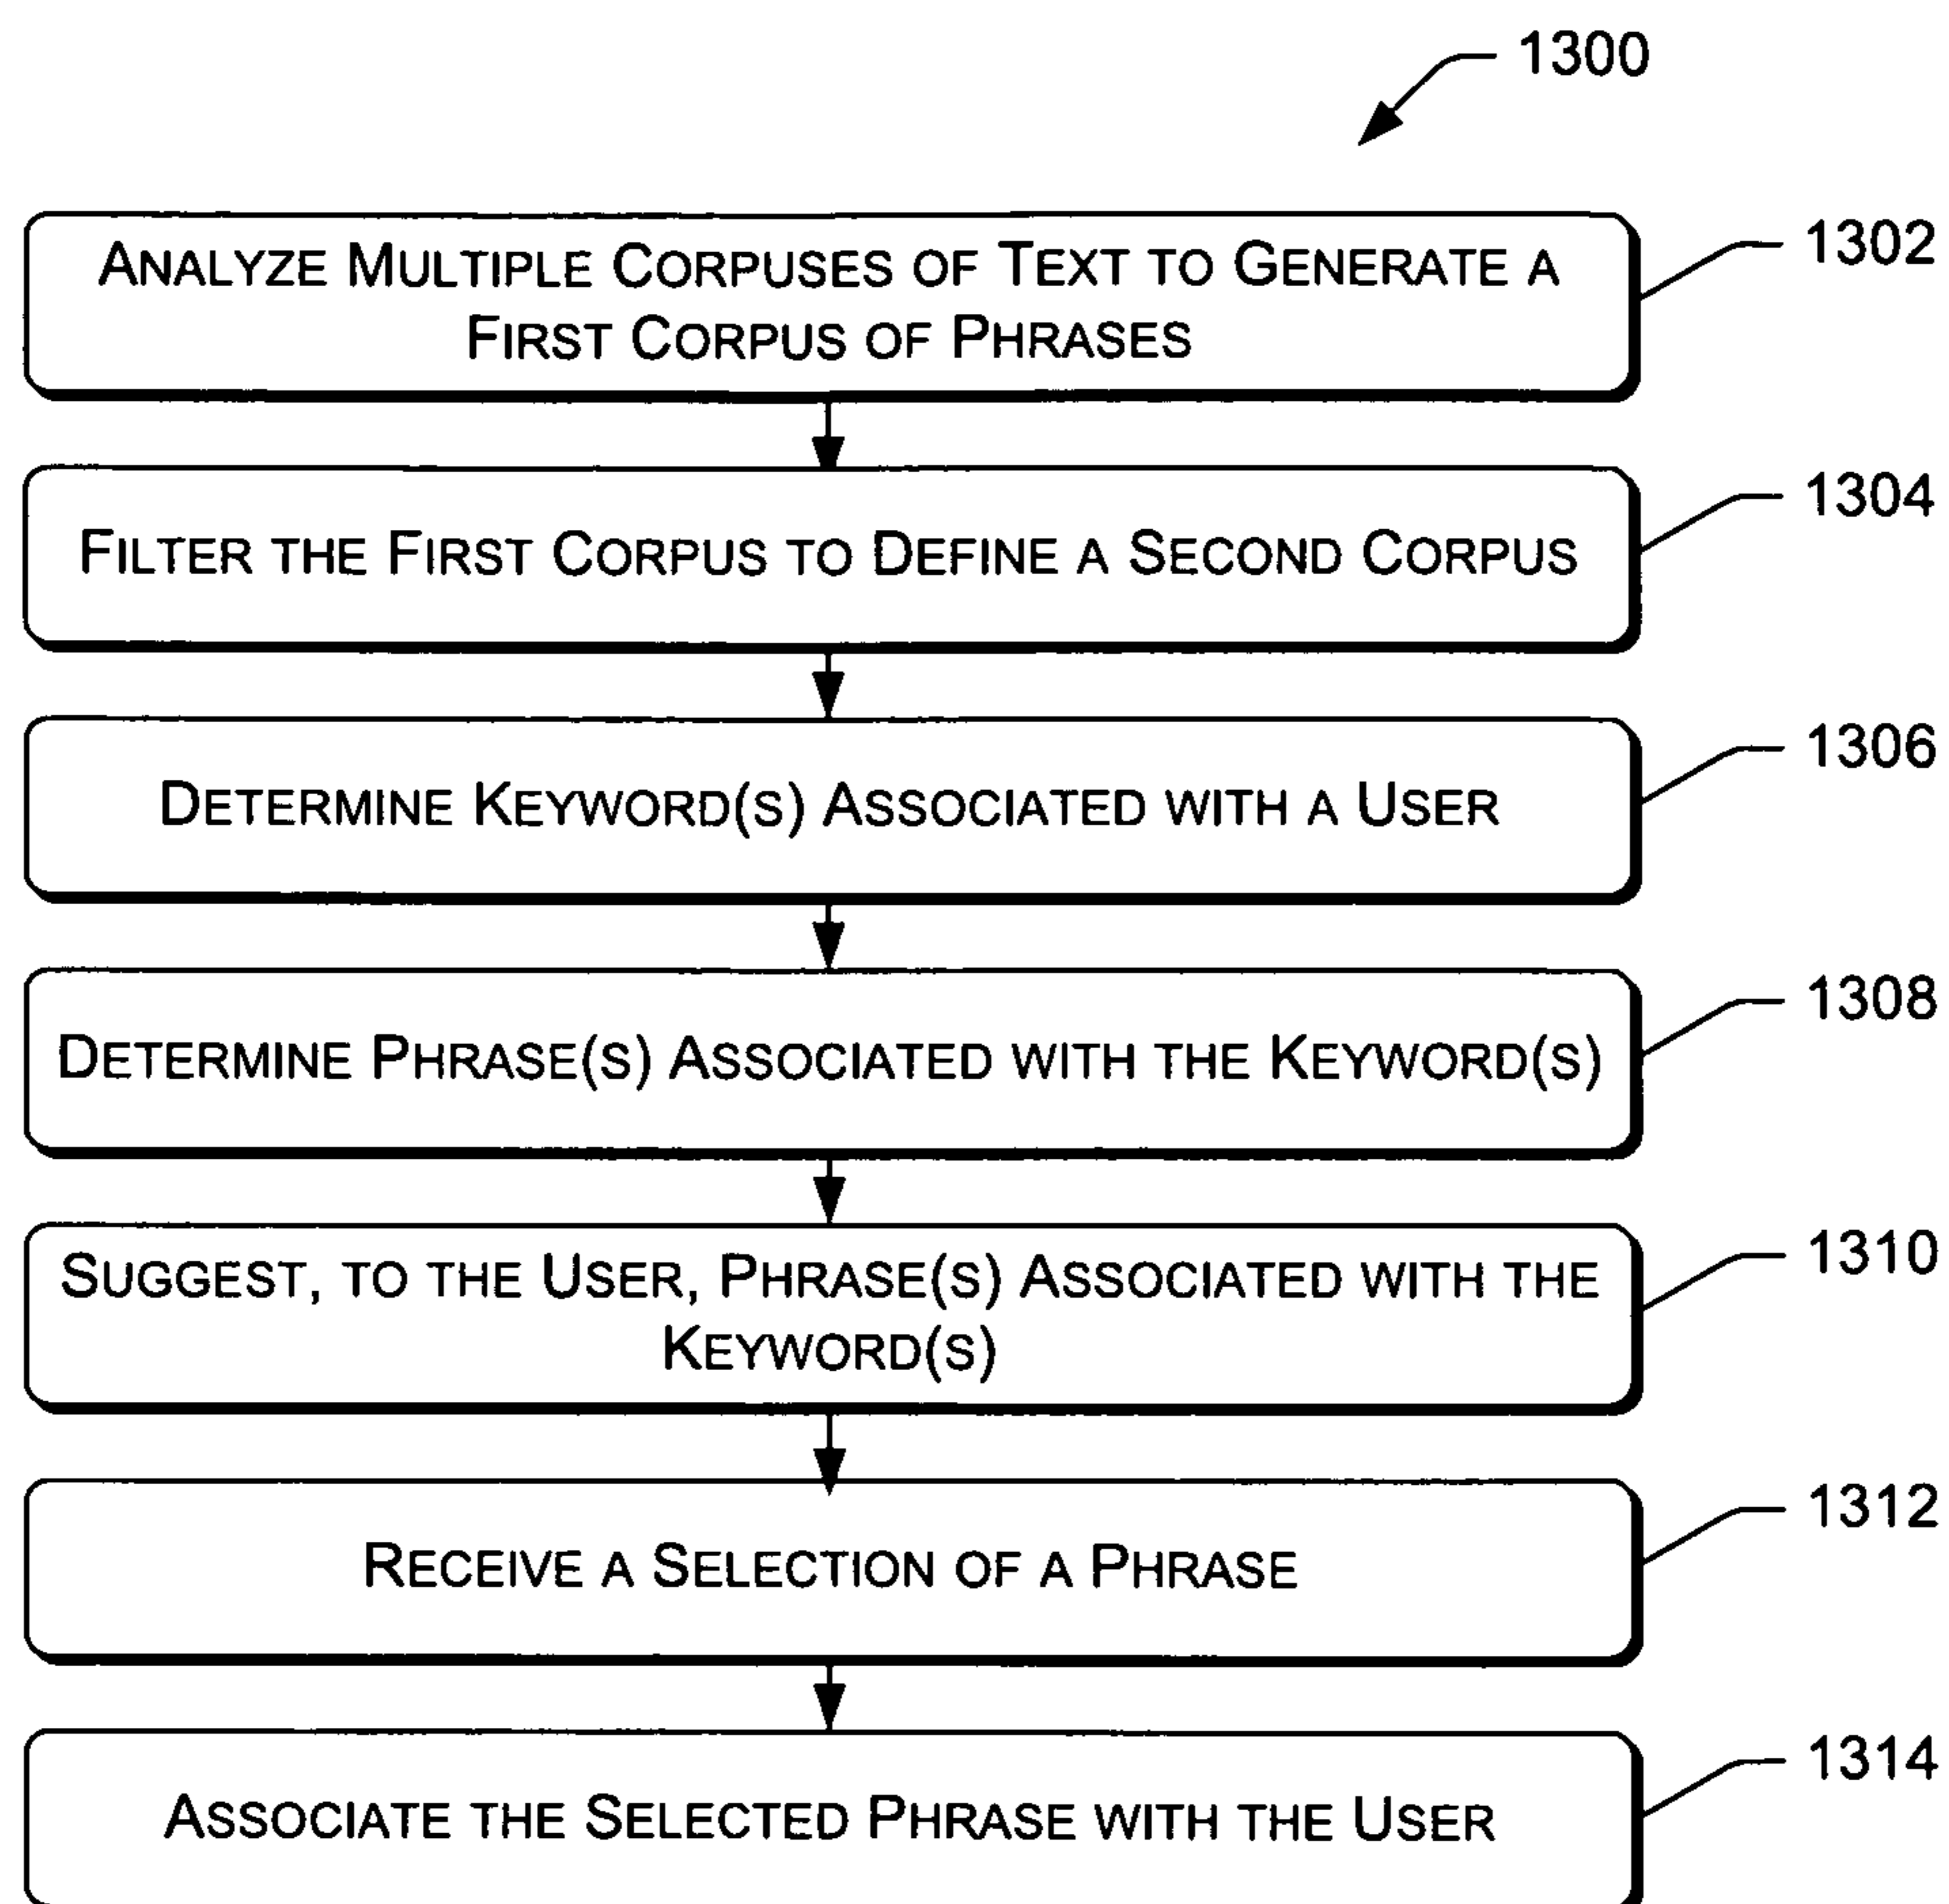 1300
ANALYZE MULTIPLE CORPUSES OF TEXT TO GENERATE A
FIRST CORPUS OF PHRASES
1302
FILTER THE FIRST CORPUS TO DEFINE A SECOND CORPUS
1304
DETERMINE KEYWORD(S) ASSOCIATED WITH A USER
1306
DETERMINE PHRASE(S) ASSOCIATED WITH THE KEYWORD(S)
1308
SUGGEST, TO THE USER, PHRASE(S) ASSOCIATED WITH THE
KEYWORD(S)
1310
RECEIVE A SELECTION OF A PHRASE
1312
ASSOCIATE THE SELECTED PHRASE WITH THE USER
1314